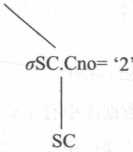 σSC.Cno= ‘2’
SC